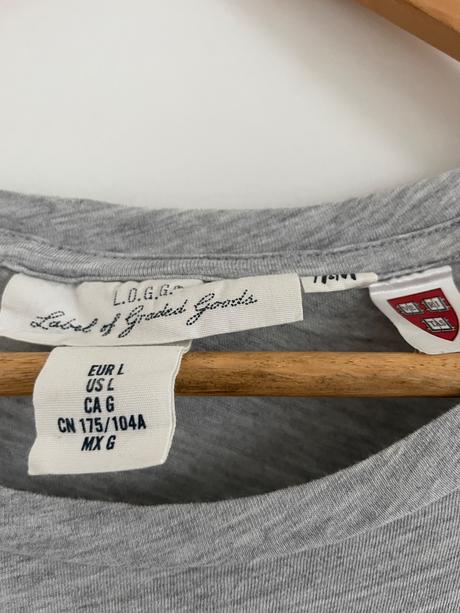 L.O.G.G.
Label of Graded Goods
EUR L
US L
CA G
CN 175/104A
MX G